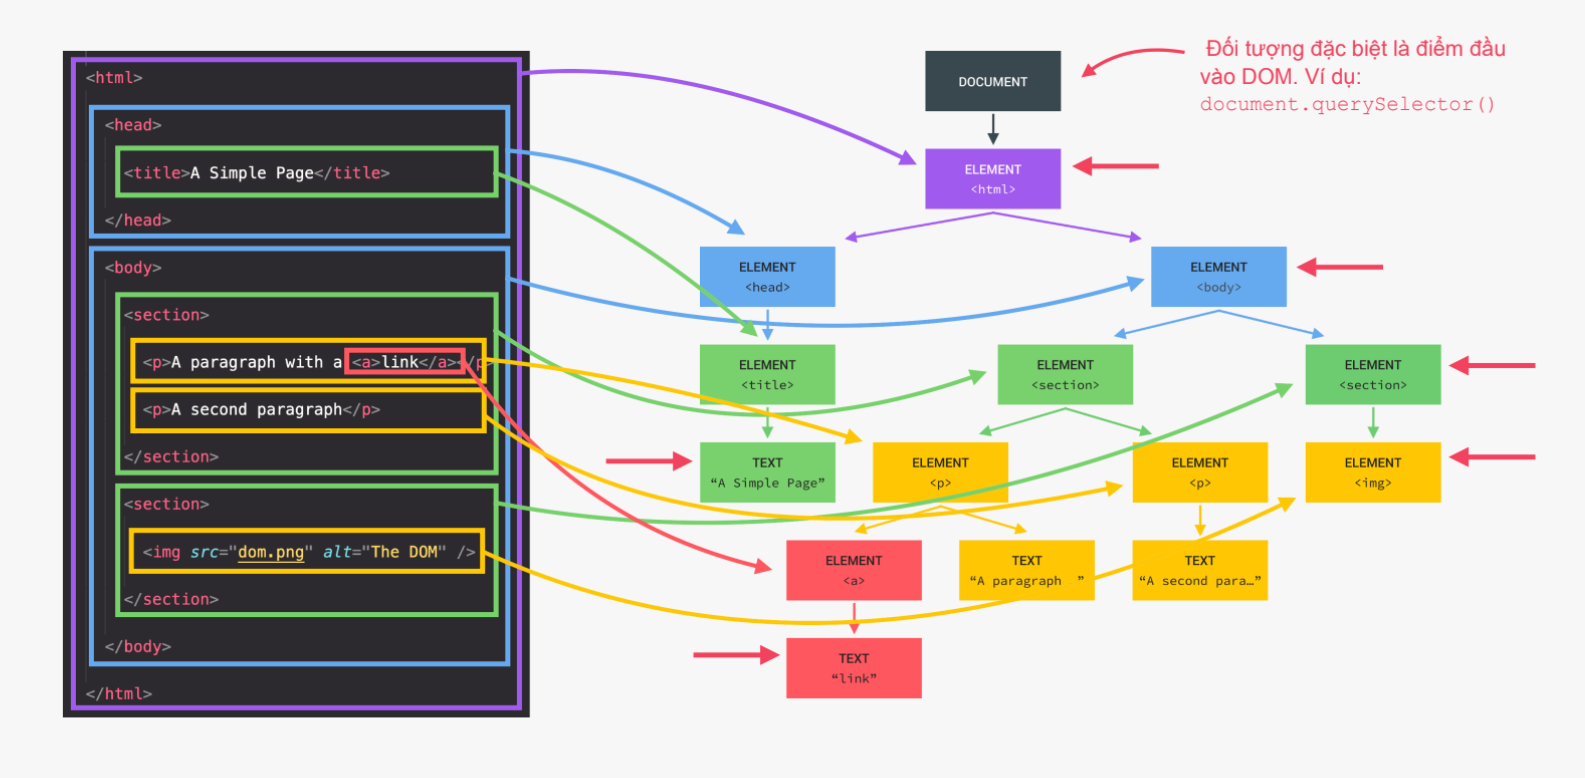 <html>
<head>
<title>A Simple Page</title>
</head>
<body>
<section>
<p>A paragraph with a <a>link</a></p>
<p>A second paragraph</p>
</section>
<section>
<img src="dom.png" alt="The DOM" />
</section>
</body>
</html>
Đối tượng đặc biệt là điểm đầu
vào DOM. Ví dụ:
document.querySelector()
DOCUMENT
ELEMENT
<html>
ELEMENT
<head>
ELEMENT
<body>
ELEMENT
<title>
ELEMENT
<section>
ELEMENT
<section>
TEXT
“A Simple Page”
ELEMENT
<p>
ELEMENT
<p>
ELEMENT
<img>
ELEMENT
<a>
TEXT
“A paragraph ”
TEXT
“A second para…”
TEXT
“link”